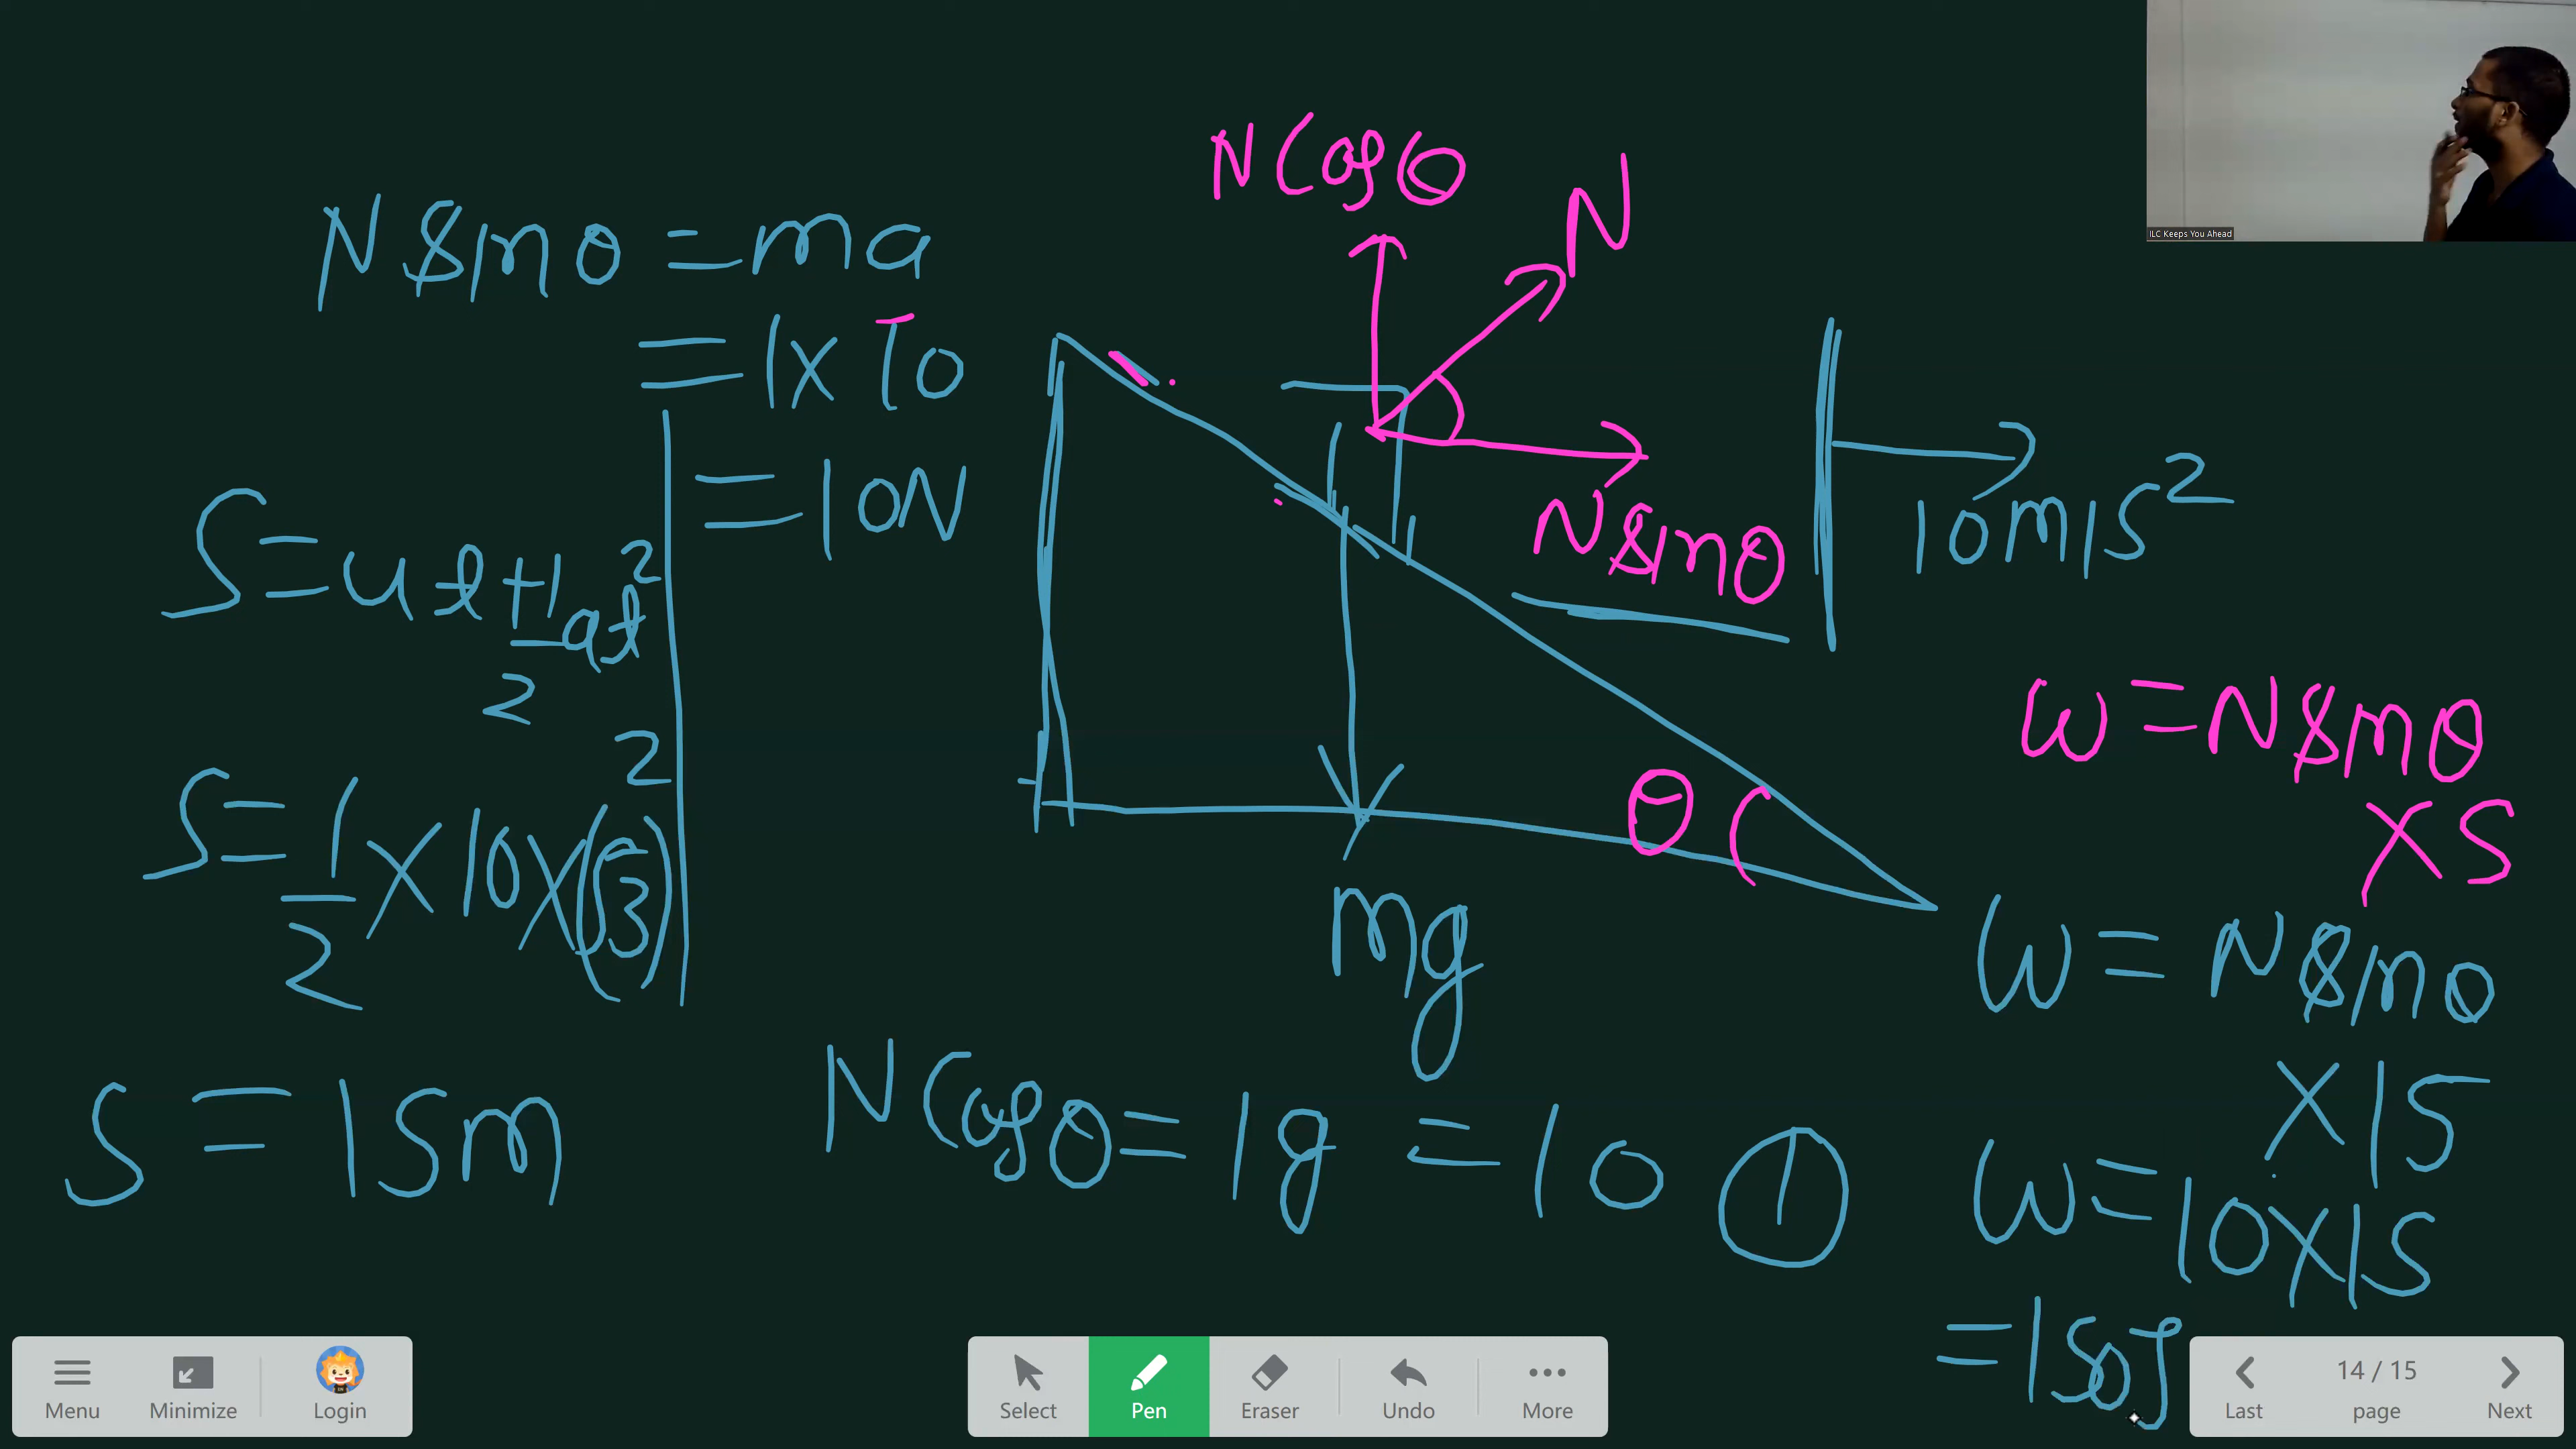 N Sinθ = ma
= 1 x 10
= 10N
S = ut + 1/2 at²
S = 1/2 x 10 x (√3)²
S = 15m
N Cosθ
N
N Sinθ
10m/s²
θ
mg
N Cosθ = 1g = 10 ①
W = N Sinθ
x S
W = N Sinθ
x 15
W = 10x15
= 150J
ILC Keeps You Ahead
Menu
Minimize
Login
Select
Pen
Eraser
Undo
More
Last
14 / 15
page
Next